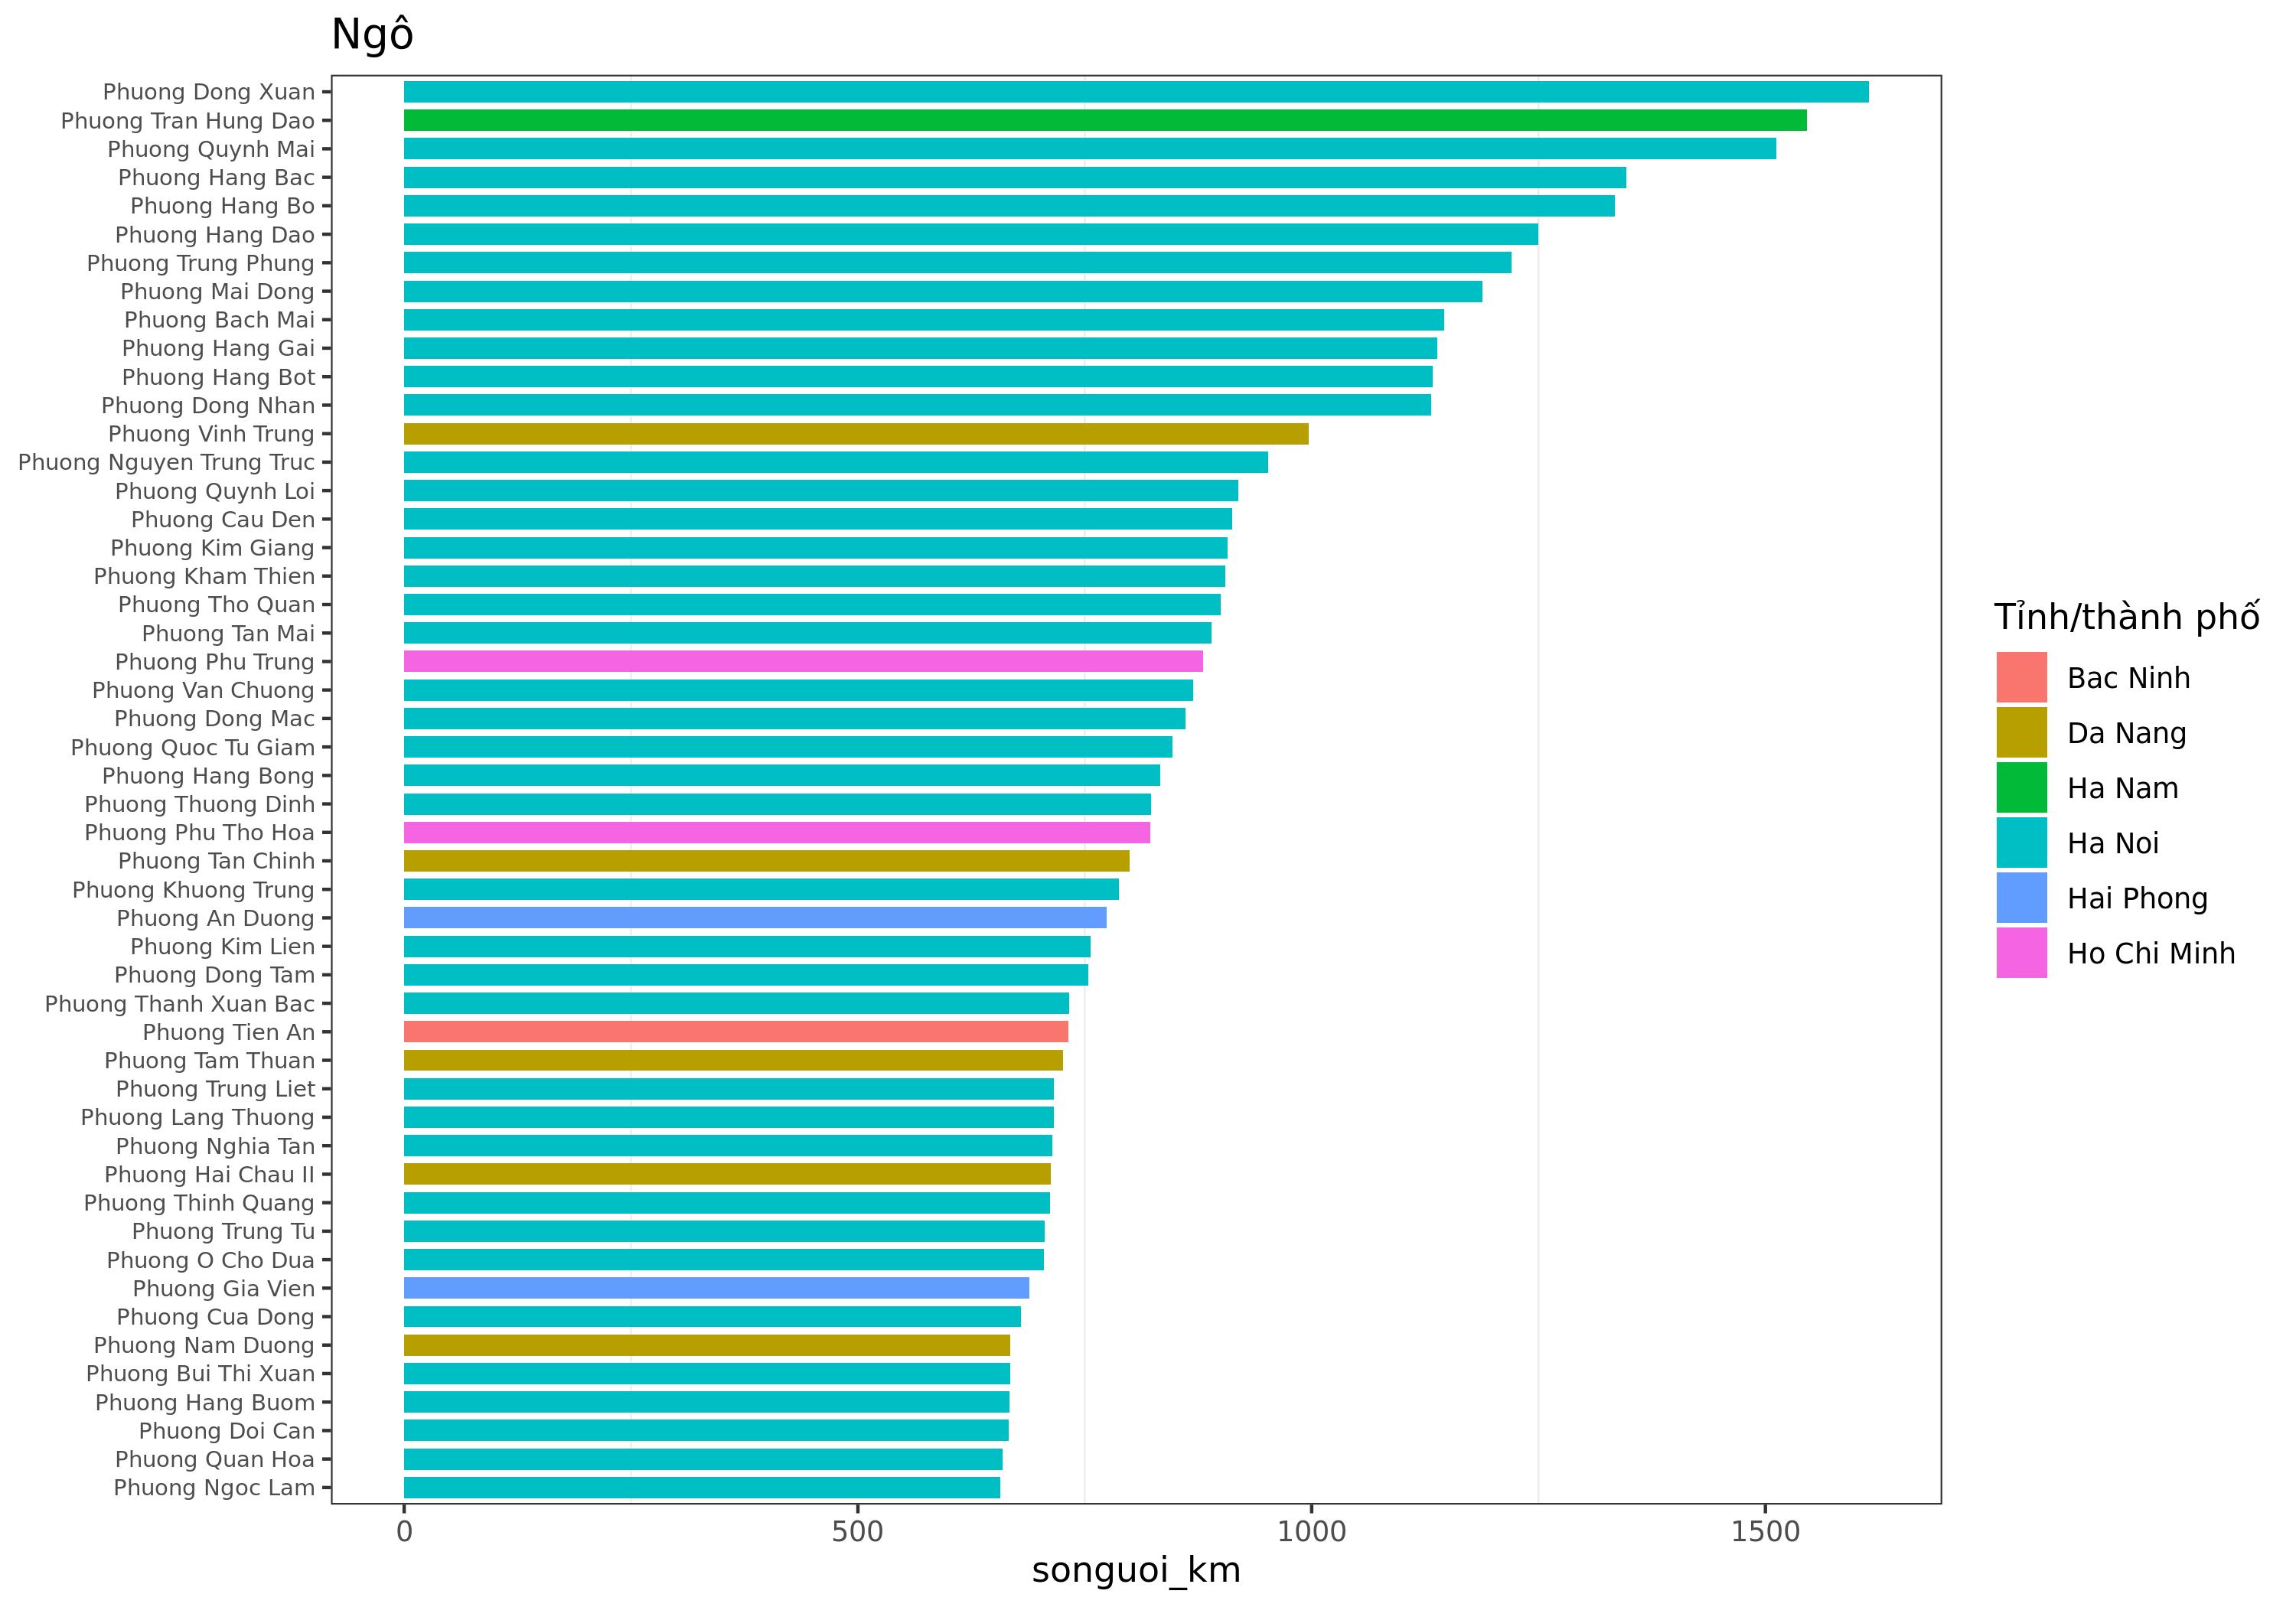 Ngô
Phuong Dong Xuan
Phuong Tran Hung Dao
Phuong Quynh Mai
Phuong Hang Bac
Phuong Hang Bo
Phuong Hang Dao
Phuong Trung Phung
Phuong Mai Dong
Phuong Bach Mai
Phuong Hang Gai
Phuong Hang Bot
Phuong Dong Nhan
Phuong Vinh Trung
Phuong Nguyen Trung Truc
Phuong Quynh Loi
Phuong Cau Den
Phuong Kim Giang
Phuong Kham Thien
Phuong Tho Quan
Phuong Tan Mai
Phuong Phu Trung
Phuong Van Chuong
Phuong Dong Mac
Phuong Quoc Tu Giam
Phuong Hang Bong
Phuong Thuong Dinh
Phuong Phu Tho Hoa
Phuong Tan Chinh
Phuong Khuong Trung
Phuong An Duong
Phuong Kim Lien
Phuong Dong Tam
Phuong Thanh Xuan Bac
Phuong Tien An
Phuong Tam Thuan
Phuong Trung Liet
Phuong Lang Thuong
Phuong Nghia Tan
Phuong Hai Chau II
Phuong Thinh Quang
Phuong Trung Tu
Phuong O Cho Dua
Phuong Gia Vien
Phuong Cua Dong
Phuong Nam Duong
Phuong Bui Thi Xuan
Phuong Hang Buom
Phuong Doi Can
Phuong Quan Hoa
Phuong Ngoc Lam
0 500 1000 1500
songuoi_km
Tỉnh/thành phố
Bac Ninh
Da Nang
Ha Nam
Ha Noi
Hai Phong
Ho Chi Minh